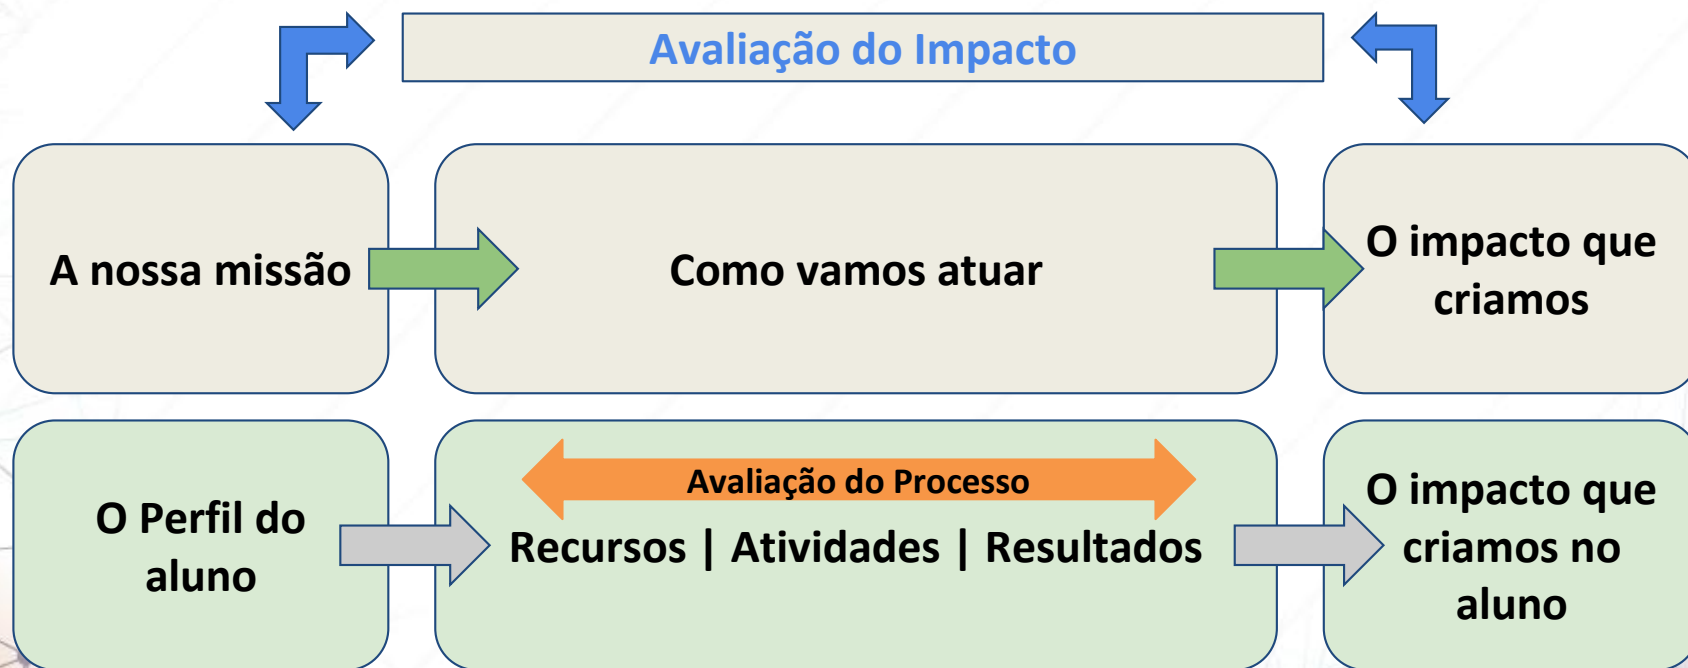 Avaliação do Impacto
A nossa missão
Como vamos atuar
O impacto que
criamos
O Perfil do
aluno
Avaliação do Processo
Recursos | Atividades | Resultados
O impacto que
criamos no
aluno